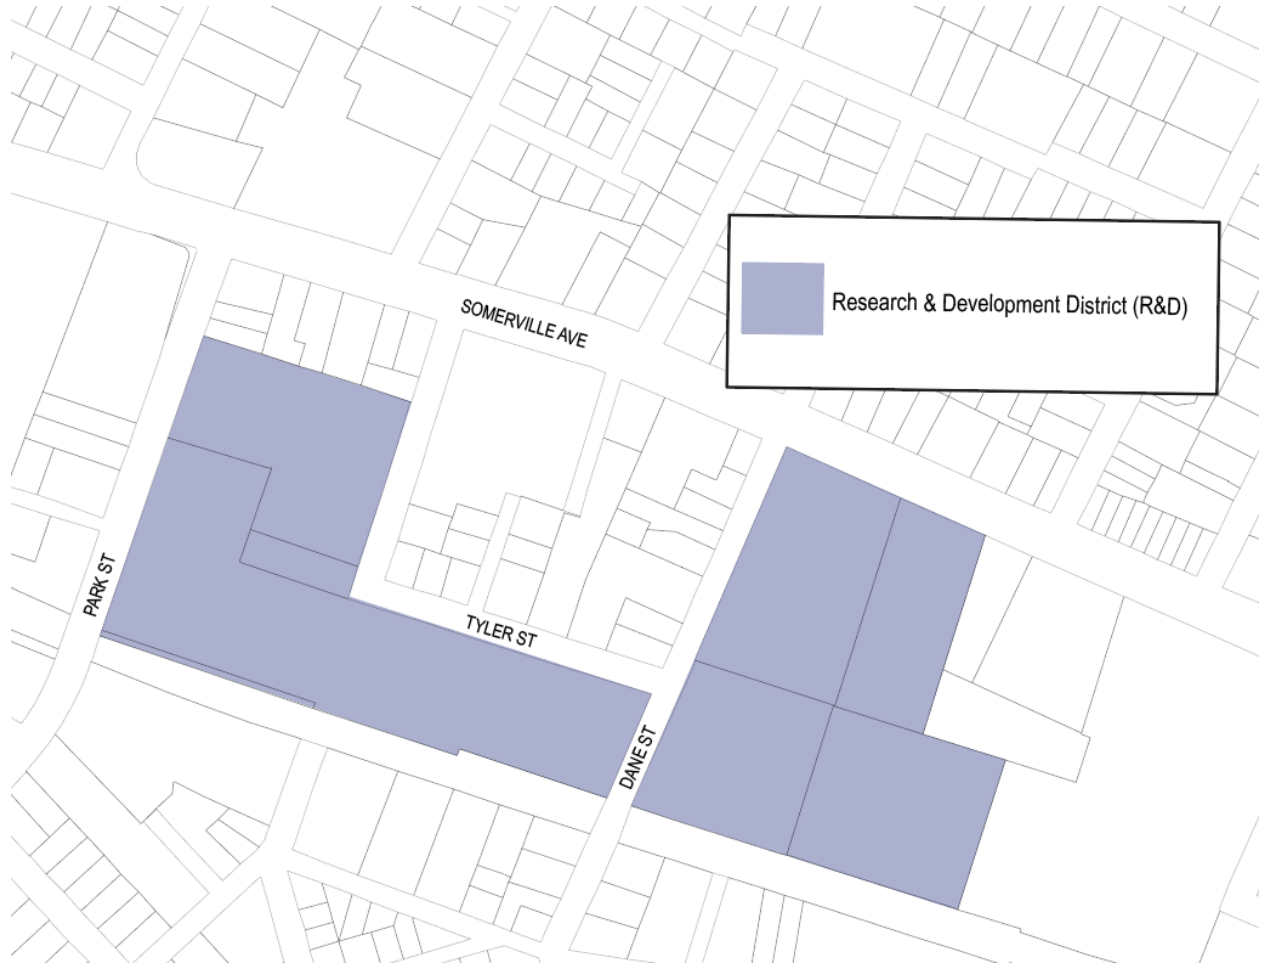 SOMERVILLE AVE
Research & Development District (R&D)
PARK ST
TYLER ST
DANE ST